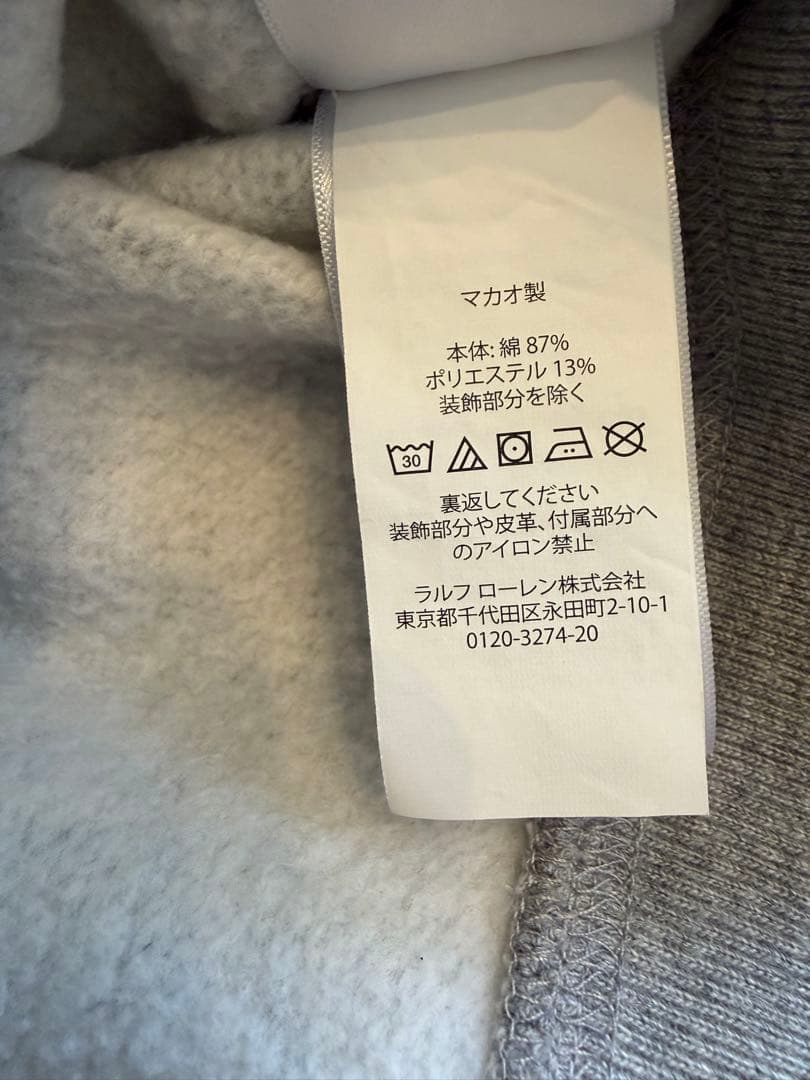 マカオ製
本体: 綿 87%
ポリエステル 13%
装飾部分を除く
30
裏返してください
装飾部分や皮革、付属部分へ
のアイロン禁止
ラルフ ローレン株式会社
東京都千代田区永田町2-10-1
0120-3274-20